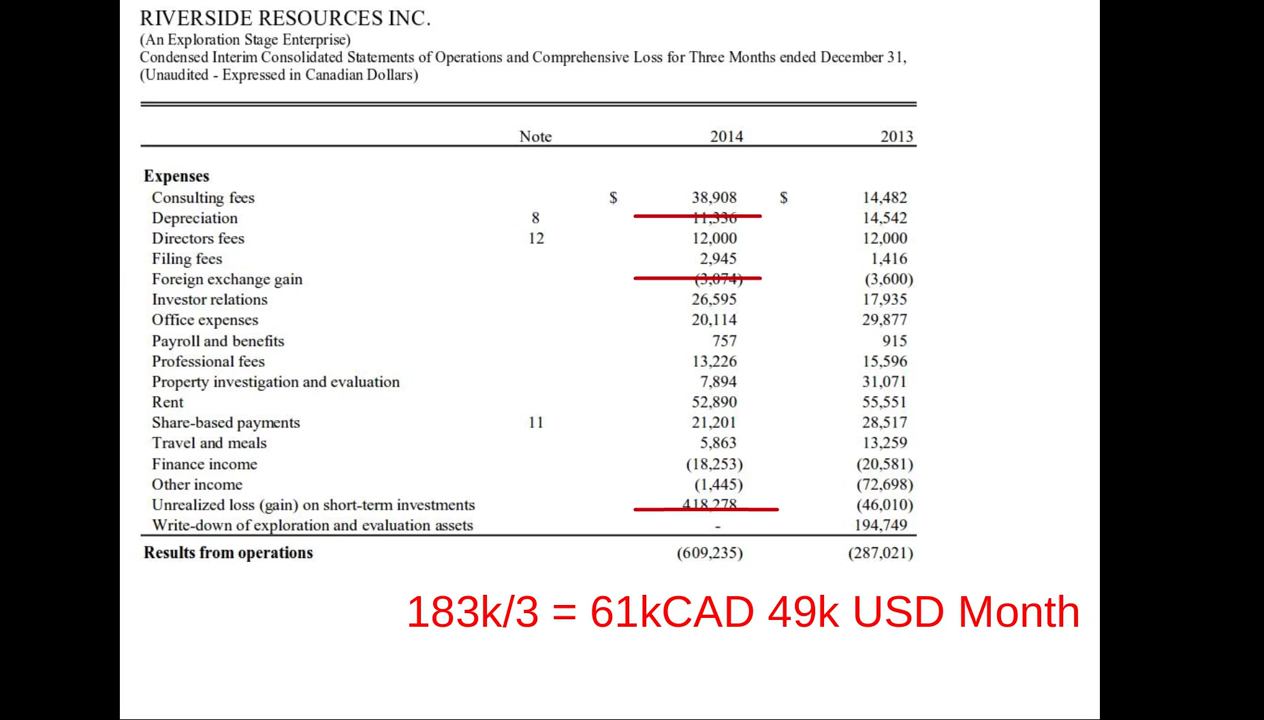 RIVERSIDE RESOURCES INC.
(An Exploration Stage Enterprise)
Condensed Interim Consolidated Statements of Operations and Comprehensive Loss for Three Months ended December 31,
(Unaudited - Expressed in Canadian Dollars)
Note 2014 2013
Expenses
Consulting fees $ 38,908 $ 14,482
Depreciation 8 11,336 14,542
Directors fees 12 12,000 12,000
Filing fees 2,945 1,416
Foreign exchange gain (3,074) (3,600)
Investor relations 26,595 17,935
Office expenses 20,114 29,877
Payroll and benefits 757 915
Professional fees 13,226 15,596
Property investigation and evaluation 7,894 31,071
Rent 52,890 55,551
Share-based payments 11 21,201 28,517
Travel and meals 5,863 13,259
Finance income (18,253) (20,581)
Other income (1,445) (72,698)
Unrealized loss (gain) on short-term investments 418,278 (46,010)
Write-down of exploration and evaluation assets - 194,749
Results from operations (609,235) (287,021)
183k/3 = 61kCAD 49k USD Month